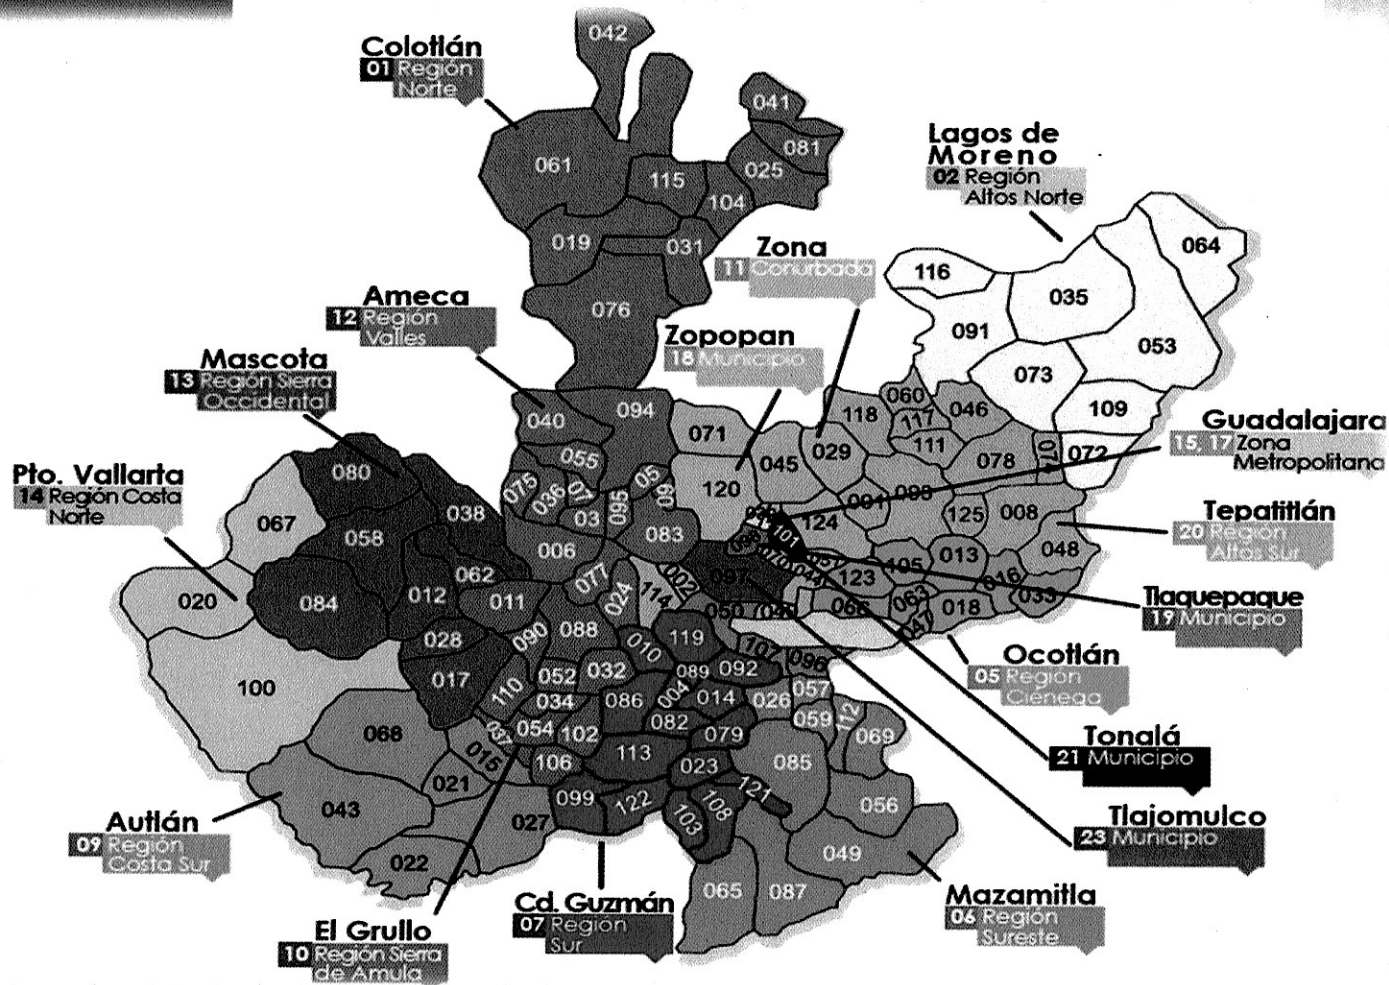 042
Colotlán
01 Región
Norte
041
081
061
025
115
104
Lagos de
Moreno
02 Región
Altos Norte
019
031
Zona
11 Conurbada
064
116
035
076
Ameca
12 Región
Valles
091
053
Zopopan
18 Municipio
Mascota
13 Región Sierra
Occidental
073
060
094
118
046
109
040
117
071
Guadalajara
15, 17 Zona
Metropolitana
111
029
055
045
074
072
078
080
Pto. Vallarta
14 Región Costa
Norte
075
036
095
120
001
093
067
038
03
Tepatitlán
20 Región
Altos Sur
058
124
125
008
083
101
006
048
062
013
105
077
097
002
012
123
016
084
114
033
020
011
024
Tlaquepaque
19 Municipio
050
066
063
018
047
090
088
028
119
010
107
Ocotlán
05 Región
Ciénega
096
089
092
017
052
032
100
110
057
004
014
026
086
034
112
059
082
054
068
102
079
069
Tonalá
21 Municipio
015
113
106
085
023
021
121
043
056
099
122
108
Tlajomulco
23 Municipio
027
103
Autlán
09 Región
Costa Sur
022
049
065
087
Mazamitla
06 Región
Sureste
Cd. Guzmán
07 Región
Sur
El Grullo
10 Región Sierra
de Amula